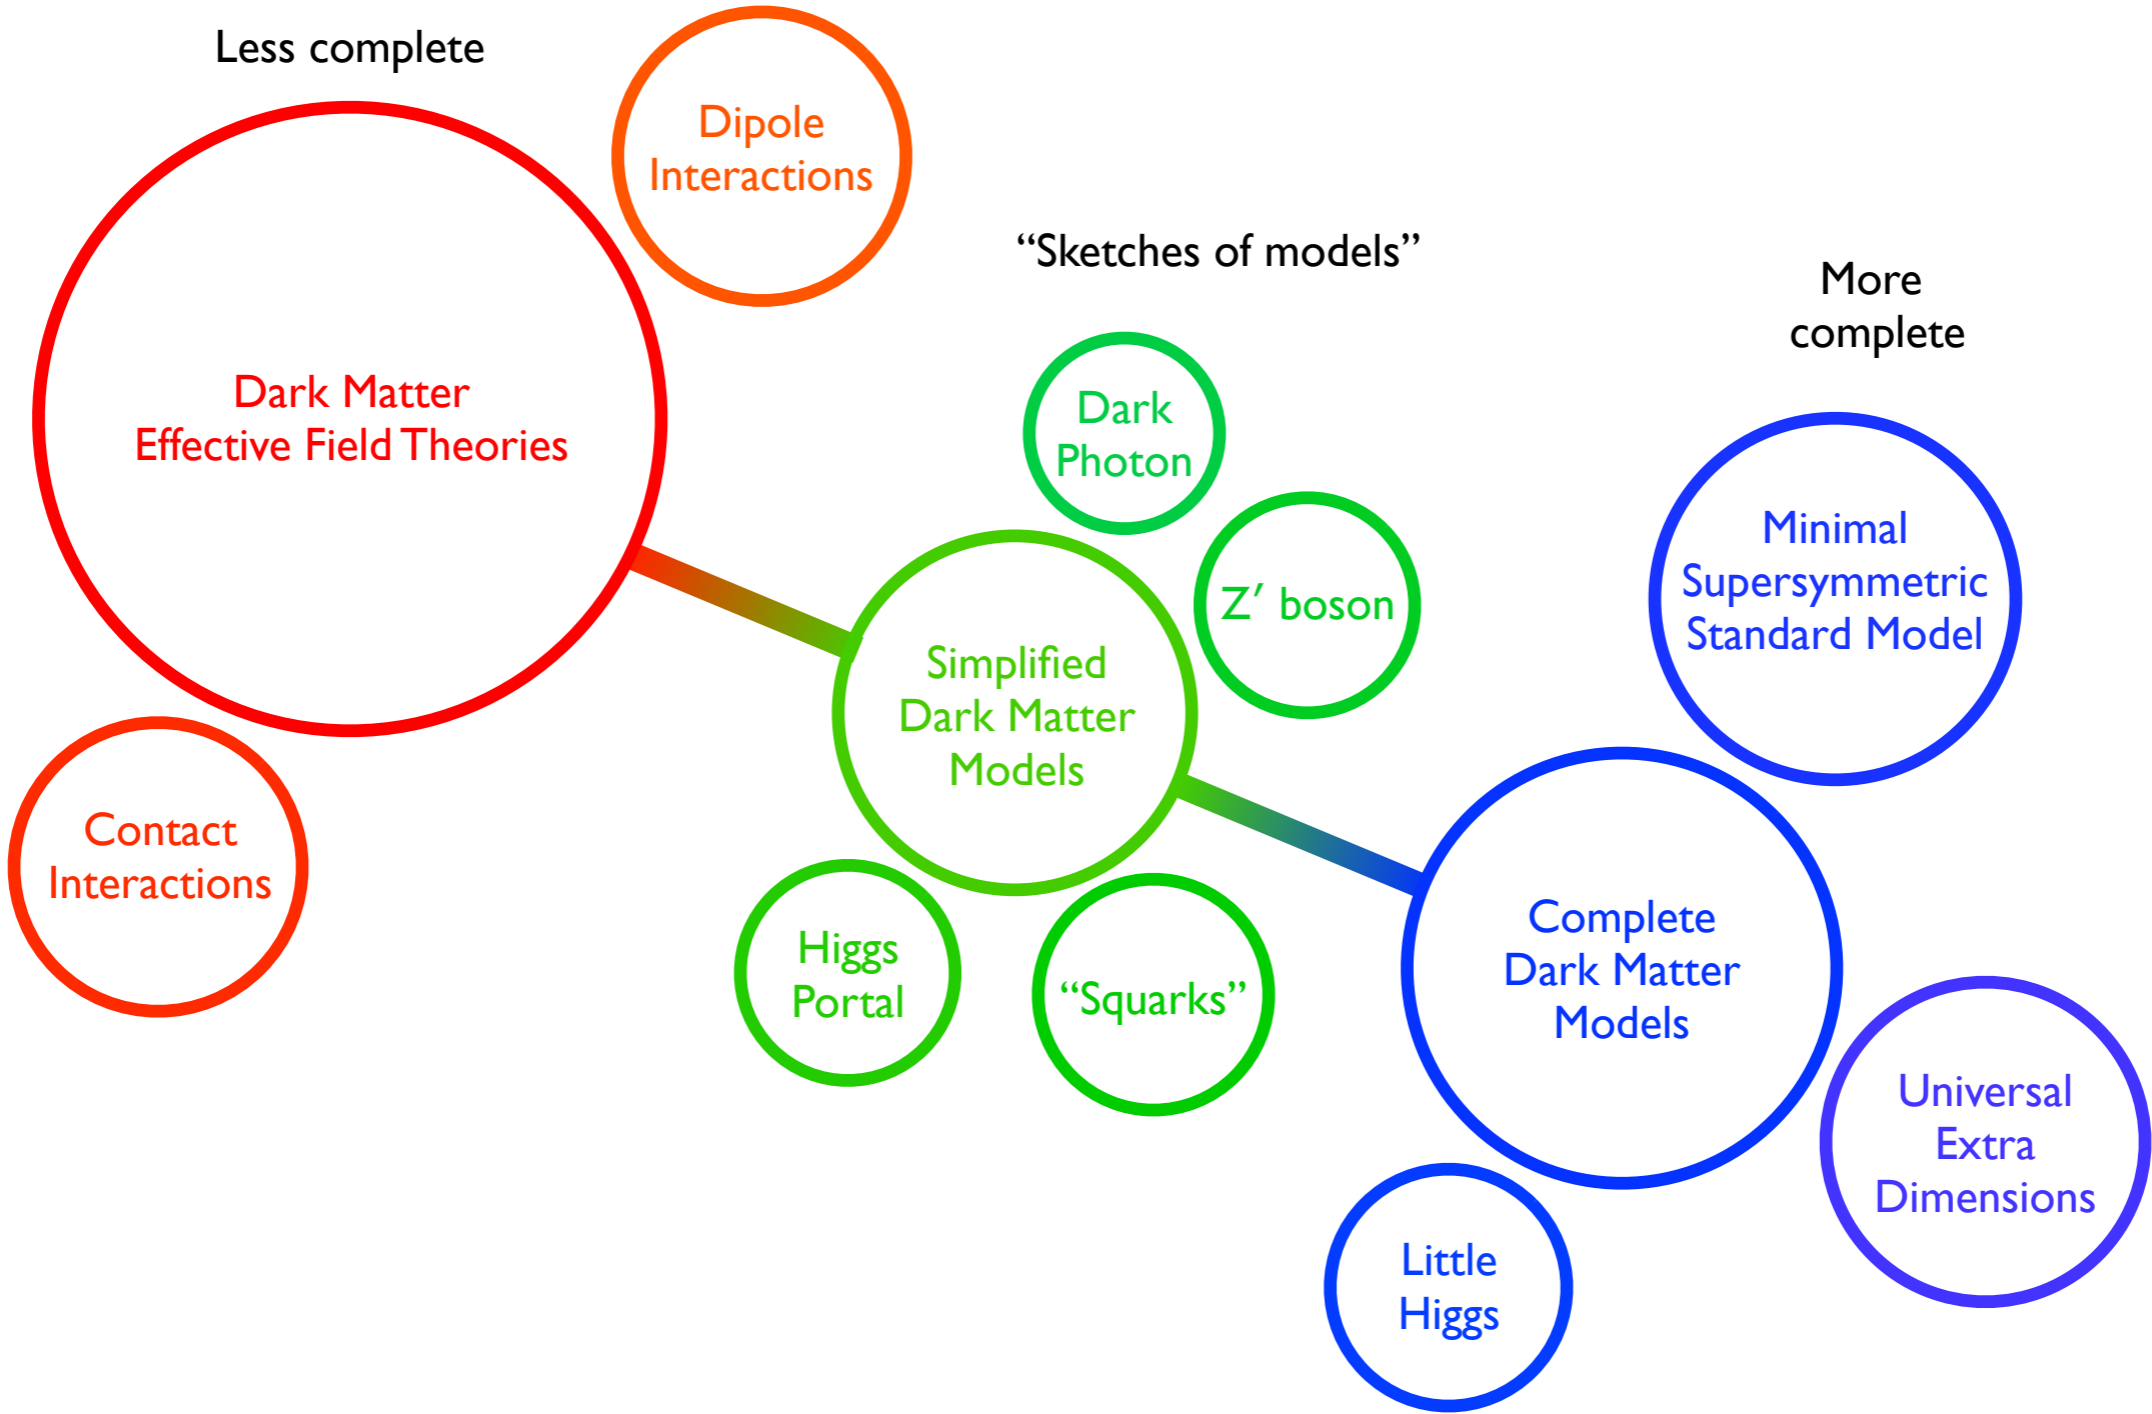 Less complete
Dipole
Interactions
“Sketches of models”
More
complete
Dark Matter
Effective Field Theories
Dark
Photon
Z′ boson
Minimal
Supersymmetric
Standard Model
Simplified
Dark Matter
Models
Contact
Interactions
Higgs
Portal
“Squarks”
Complete
Dark Matter
Models
Universal
Extra
Dimensions
Little
Higgs